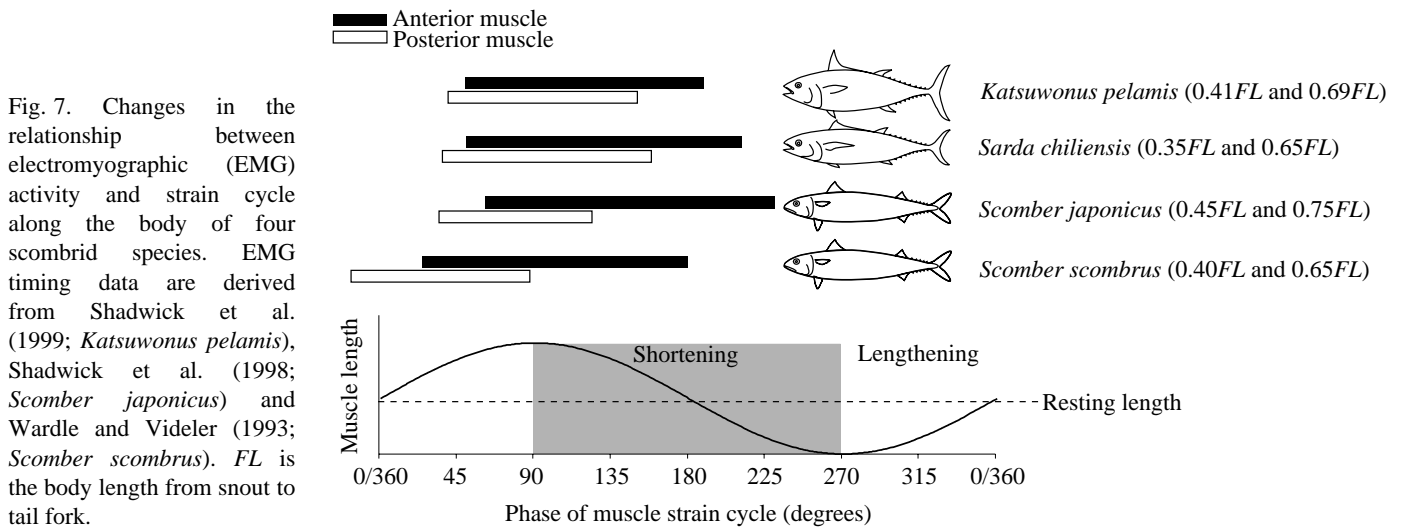 Anterior muscle
Posterior muscle
Katsuwonus pelamis (0.41FL and 0.69FL)
Sarda chiliensis (0.35FL and 0.65FL)
Scomber japonicus (0.45FL and 0.75FL)
Scomber scombrus (0.40FL and 0.65FL)
Fig. 7. Changes in the
relationship between
electromyographic (EMG)
activity and strain cycle
along the body of four
scombrid species. EMG
timing data are derived
from Shadwick et al.
(1999; Katsuwonus pelamis),
Shadwick et al. (1998;
Scomber japonicus) and
Wardle and Videler (1993;
Scomber scombrus). FL is
the body length from snout to
tail fork.
Muscle length
Shortening
Lengthening
Resting length
0/360 45 90 135 180 225 270 315 0/360
Phase of muscle strain cycle (degrees)